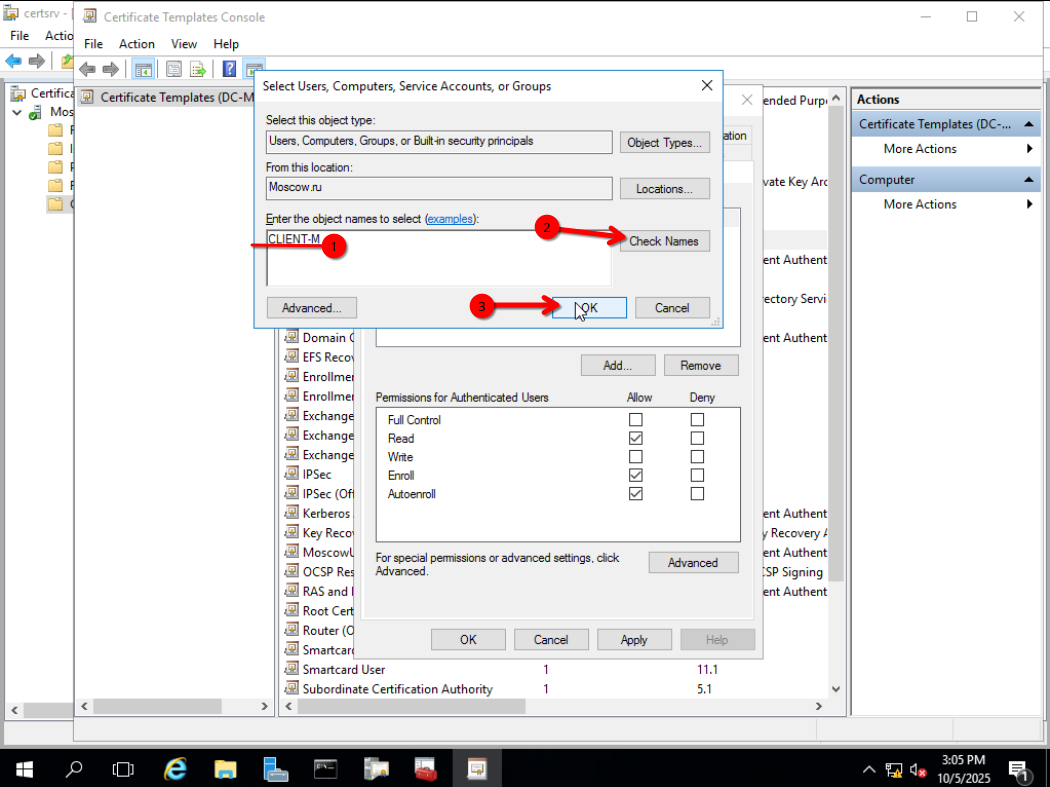 certsrv - [
Certificate Templates Console
File Actio
File Action View Help
Certifica
Mos
Certificate Templates (DC-M
Select Users, Computers, Service Accounts, or Groups
Select this object type:
Users, Computers, Groups, or Built-in security principals
Object Types...
From this location:
Moscow.ru
Locations...
Enter the object names to select (examples):
CLIENT-M
1
2
Check Names
3
Advanced...
OK
Cancel
ended Purp
ation
vate Key Arc
ent Authent
ectory Servi
ent Authent
Actions
Certificate Templates (DC-...
More Actions
Computer
More Actions
Domain C
EFS Recov
Enrollmen
Enrollmen
Exchange
Exchange
Exchange
IPSec
IPSec (Off
Kerberos
Key Recov
MoscowU
OCSP Res
RAS and I
Root Cert
Router (O
Smartcard
Smartcard User 1 11.1
Subordinate Certification Authority 1 5.1
Add... Remove
Permissions for Authenticated Users Allow Deny
Full Control
Read
Write
Enroll
Autoenroll
For special permissions or advanced settings, click
Advanced.
Advanced
OK Cancel Apply Help
ent Authent
y Recovery A
ent Authent
CSP Signing
ent Authent
3:05 PM
10/5/2025
1